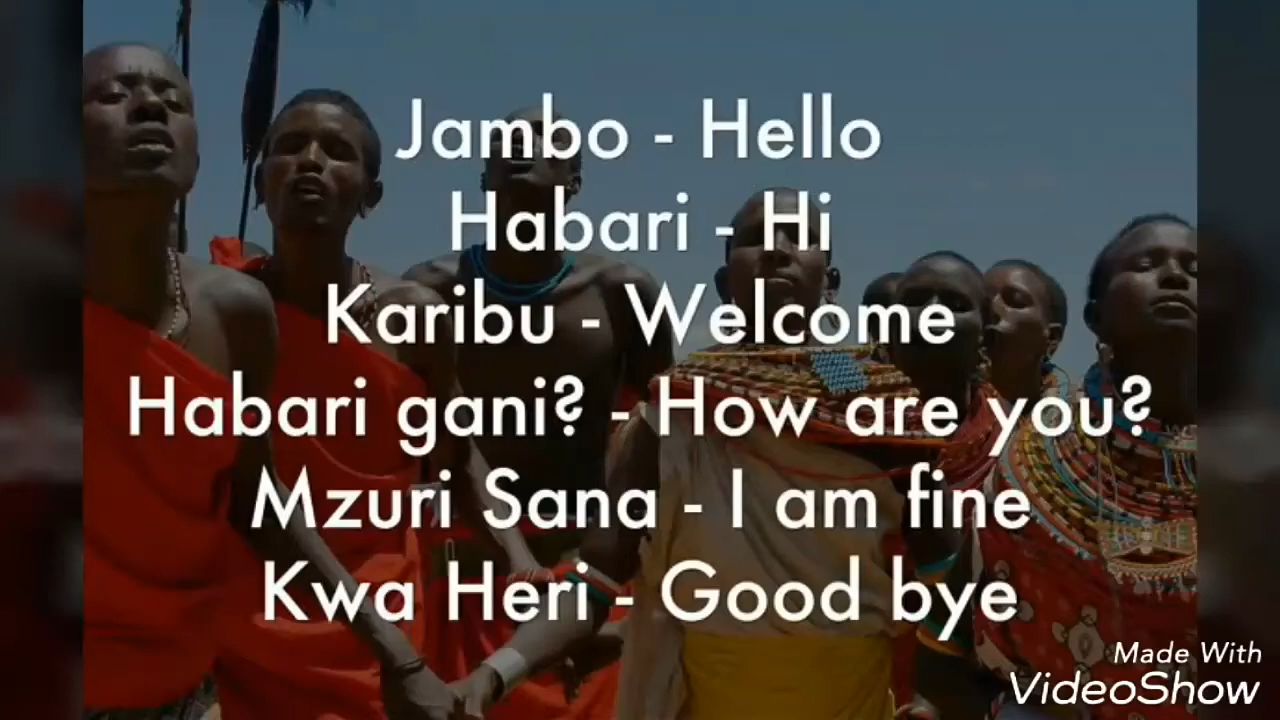 Jambo - Hello
Habari - Hi
Karibu - Welcome
Habari gani? - How are you?
Mzuri Sana - I am fine
Kwa Heri - Good bye
Made With
VideoShow